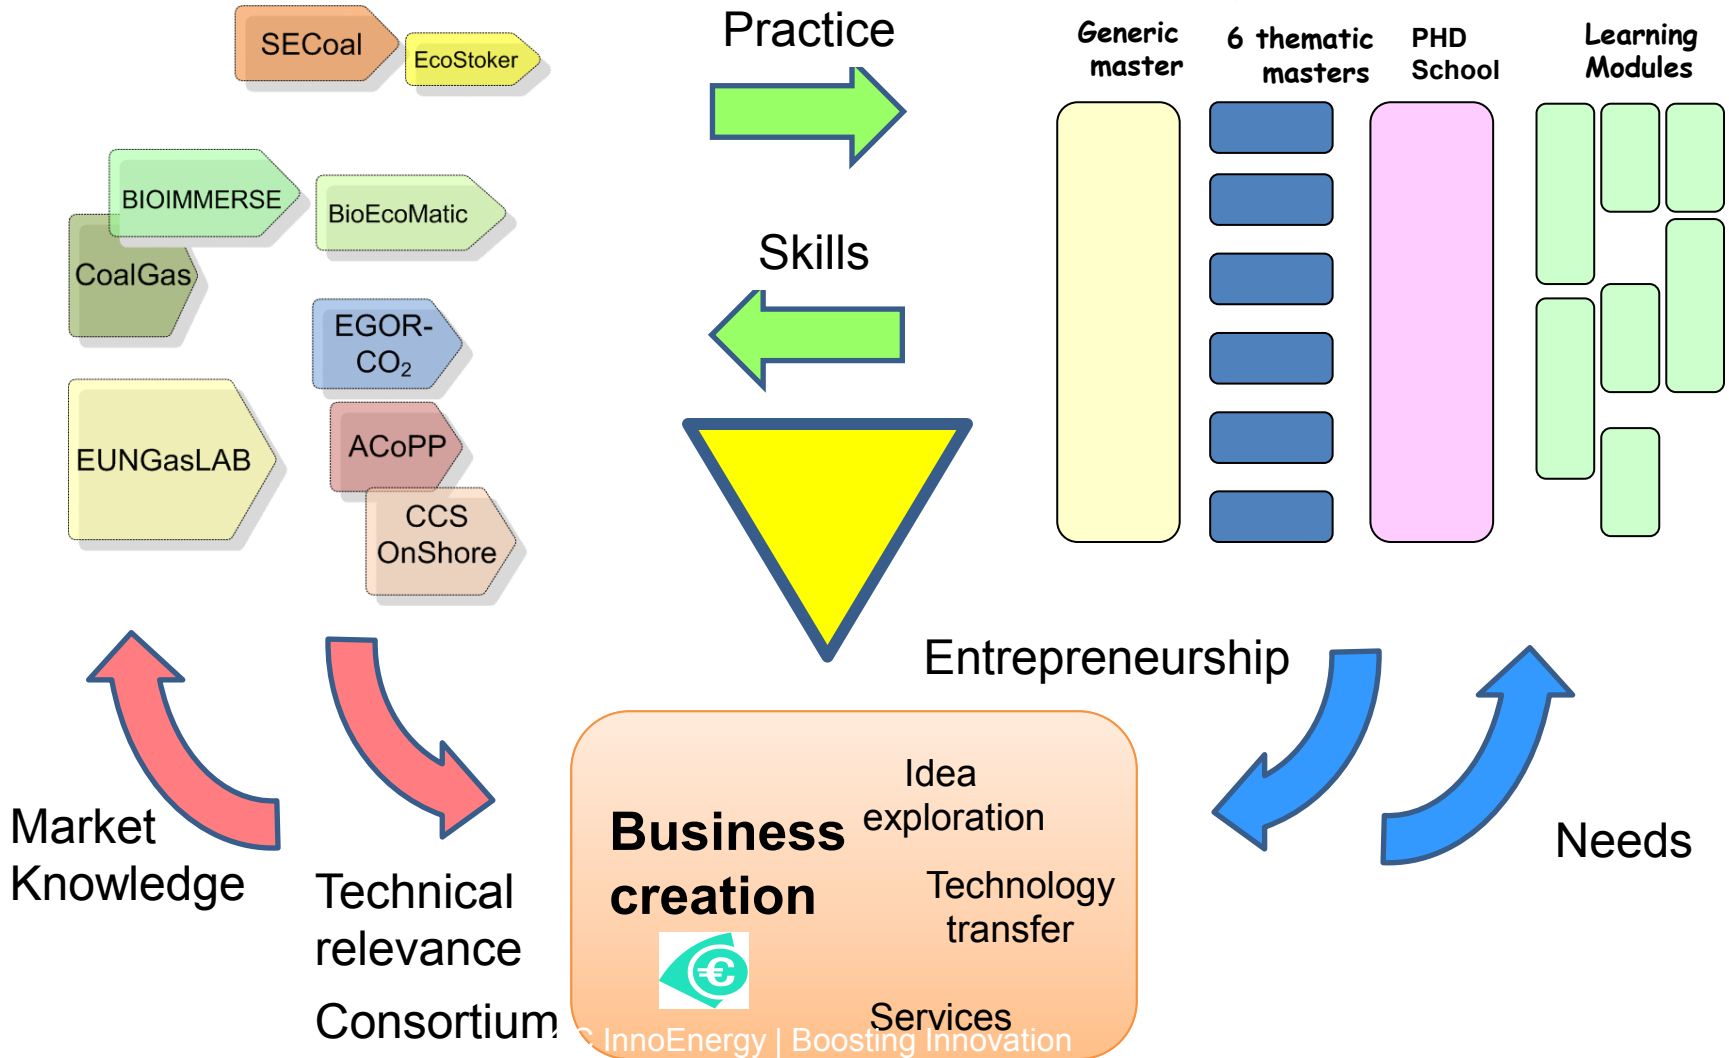 SECoal
EcoStoker
BIOIMMERSE
BioEcoMatic
CoalGas
EGOR-
CO₂
EUNGasLAB
ACoPP
CCS
OnShore
Practice
Skills
Generic
master
6 thematic
masters
PHD
School
Learning
Modules
Market
Knowledge
Technical
relevance
Consortium
Entrepreneurship
Needs
Business
creation
Idea
exploration
Technology
transfer
Services
InnoEnergy | Boosting Innovation